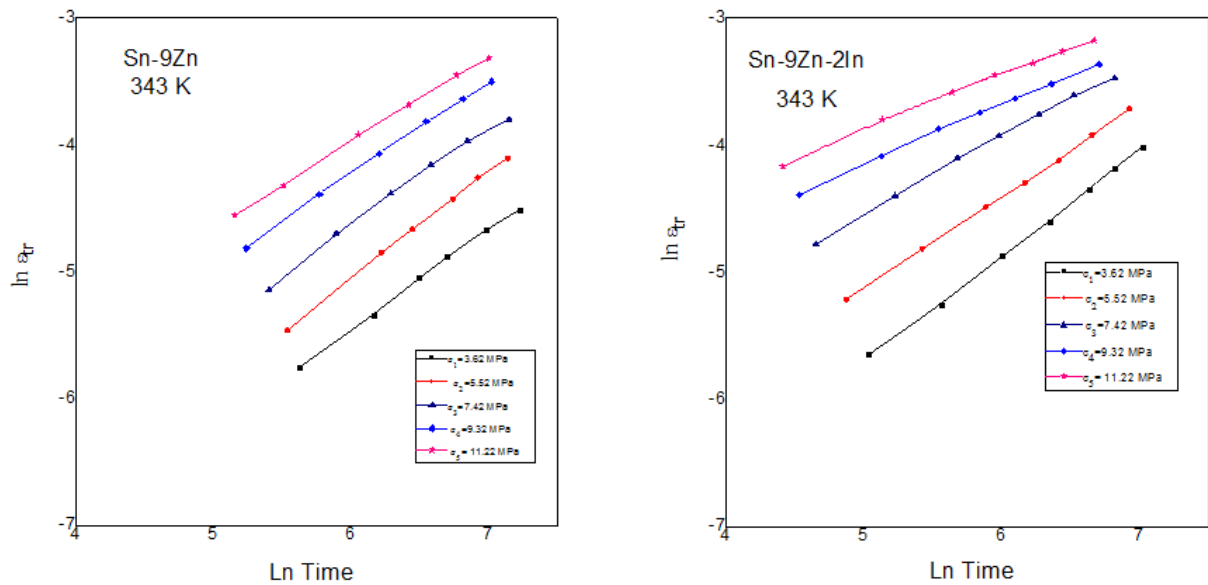 -3
Sn-9Zn
343 K
-4
ln εtr
-5
σ1=3.62 MPa
σ2=5.52 MPa
σ3=7.42 MPa
σ4=9.32 MPa
σ5= 11.22 MPa
-6
-7
4 5 6 7
Ln Time
-3
Sn-9Zn-2In
343 K
-4
ln εtr
-5
σ1=3.62 MPa
σ2=5.52 MPa
σ3=7.42 MPa
σ4=9.32 MPa
σ5= 11.22 MPa
-6
-7
4 5 6 7
Ln Time